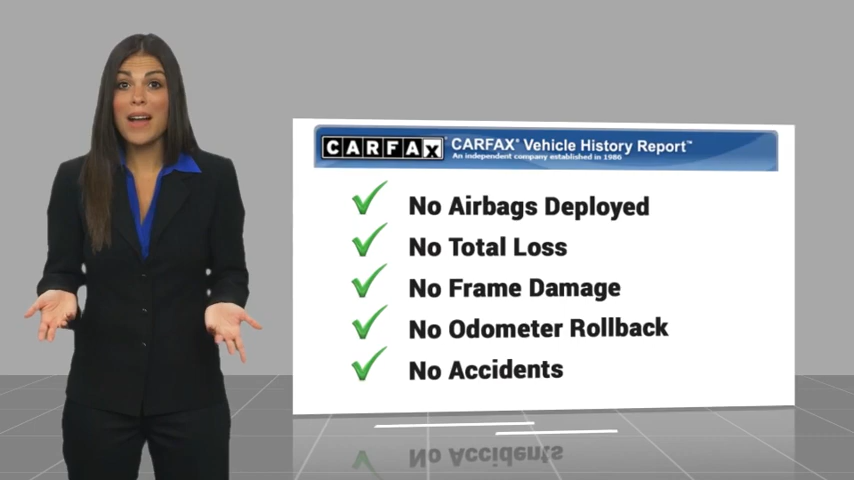 CARFAX CARFAX® Vehicle History Report™
An independent company established in 1986
No Airbags Deployed
No Total Loss
No Frame Damage
No Odometer Rollback
No Accidents
No Accidents